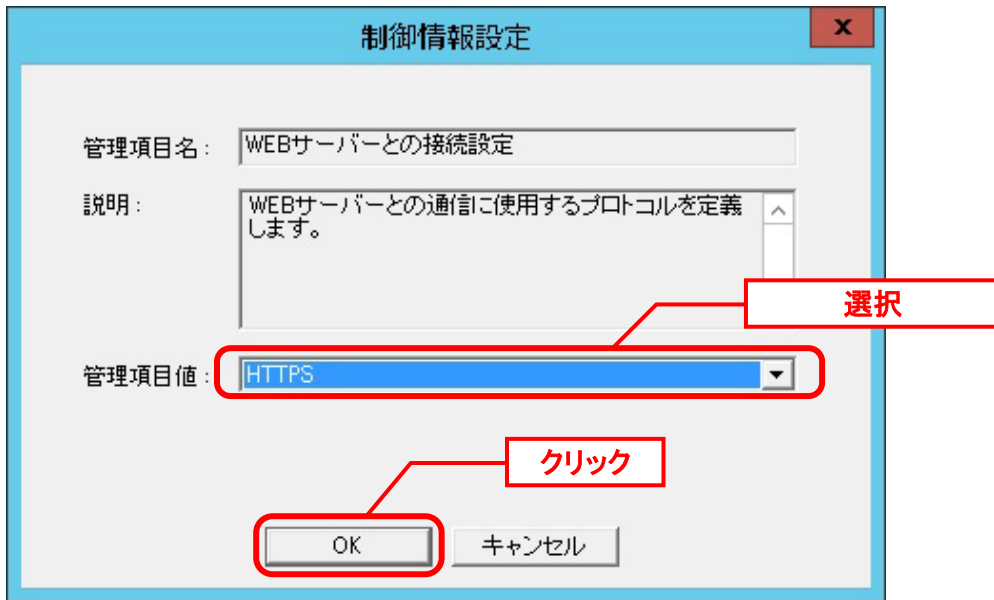 制御情報設定
x
管理項目名：
WEBサーバーとの接続設定
説明：
WEBサーバーとの通信に使用するプロトコルを定義
します。
選択
管理項目値：
HTTPS
クリック
OK
キャンセル